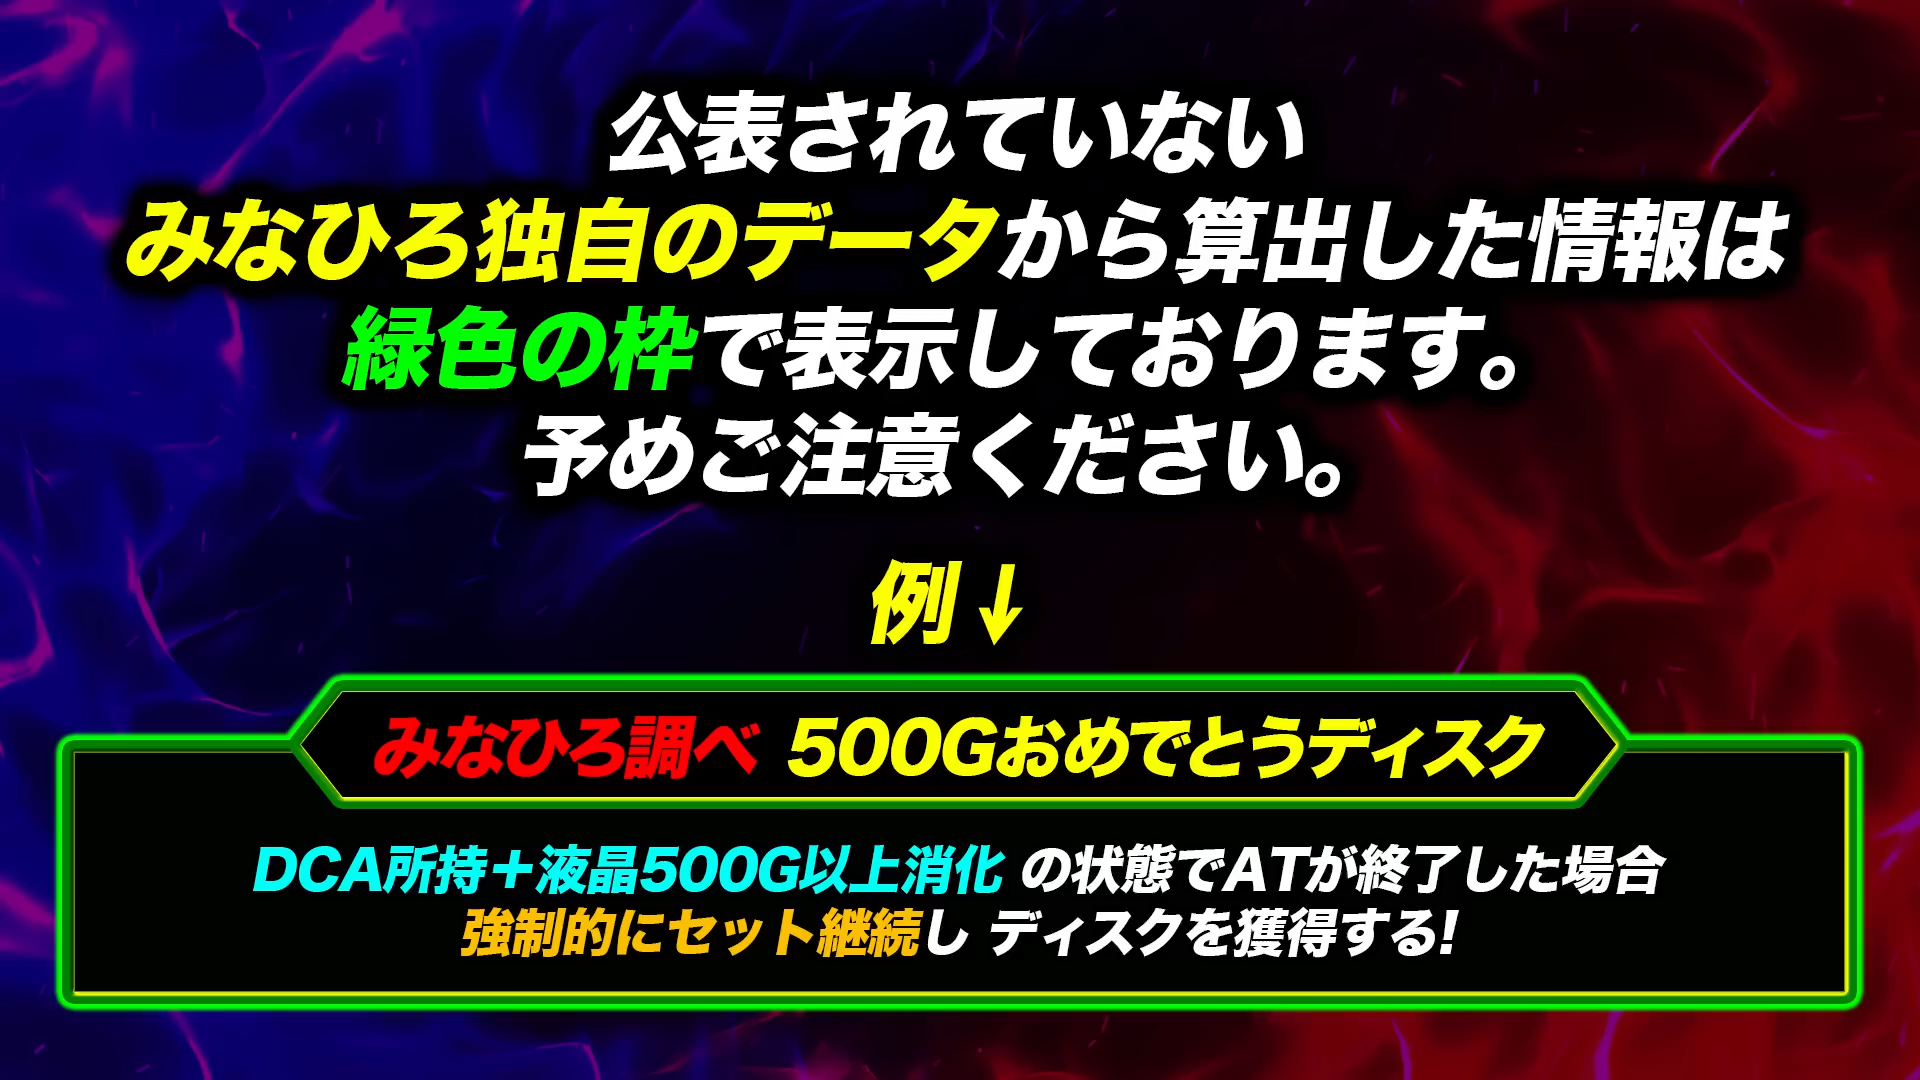 公表されていない
みなひろ独自のデータから算出した情報は
緑色の枠で表示しております。
予めご注意ください。
例↓
みなひろ調べ 500Gおめでとうディスク
DCA所持＋液晶500G以上消化 の状態でATが終了した場合
強制的にセット継続し ディスクを獲得する!